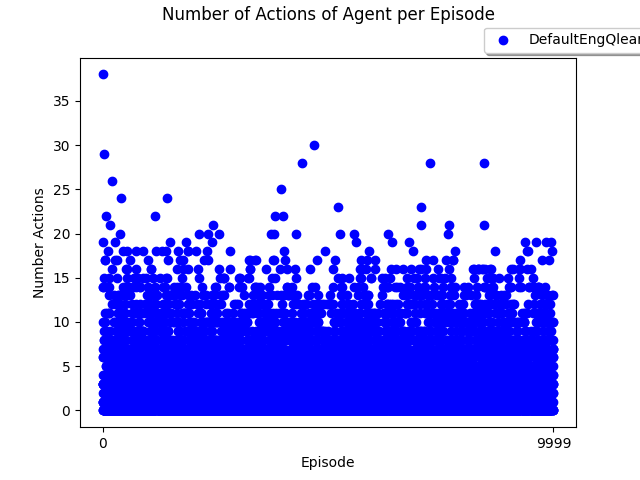 Number of Actions of Agent per Episode
DefaultEngQlear
35
30
25
20
15
10
5
0
Number Actions
0 9999
Episode